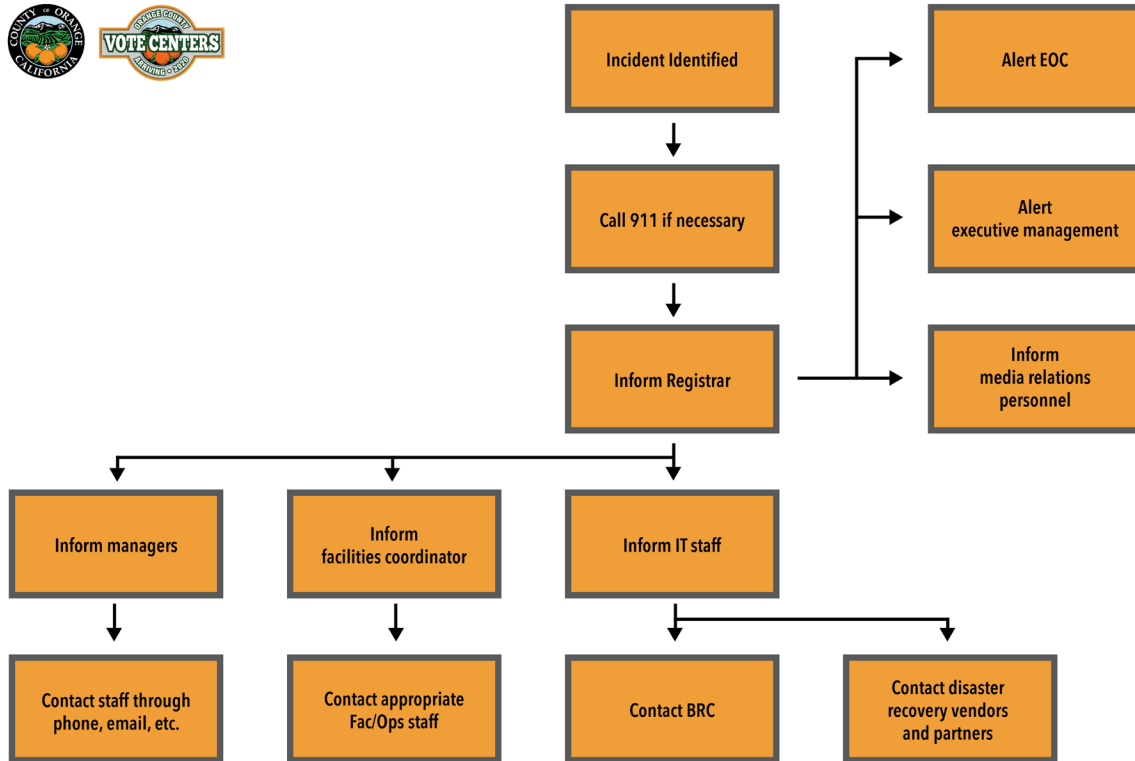 COUNTY OF ORANGE
CALIFORNIA
ORANGE COUNTY
VOTE CENTERS
ARRIVING • 2020
Incident Identified
Alert EOC
Call 911 if necessary
Alert
executive management
Inform Registrar
Inform
media relations
personnel
Inform managers
Inform
facilities coordinator
Inform IT staff
Contact staff through
phone, email, etc.
Contact appropriate
Fac/Ops staff
Contact BRC
Contact disaster
recovery vendors
and partners